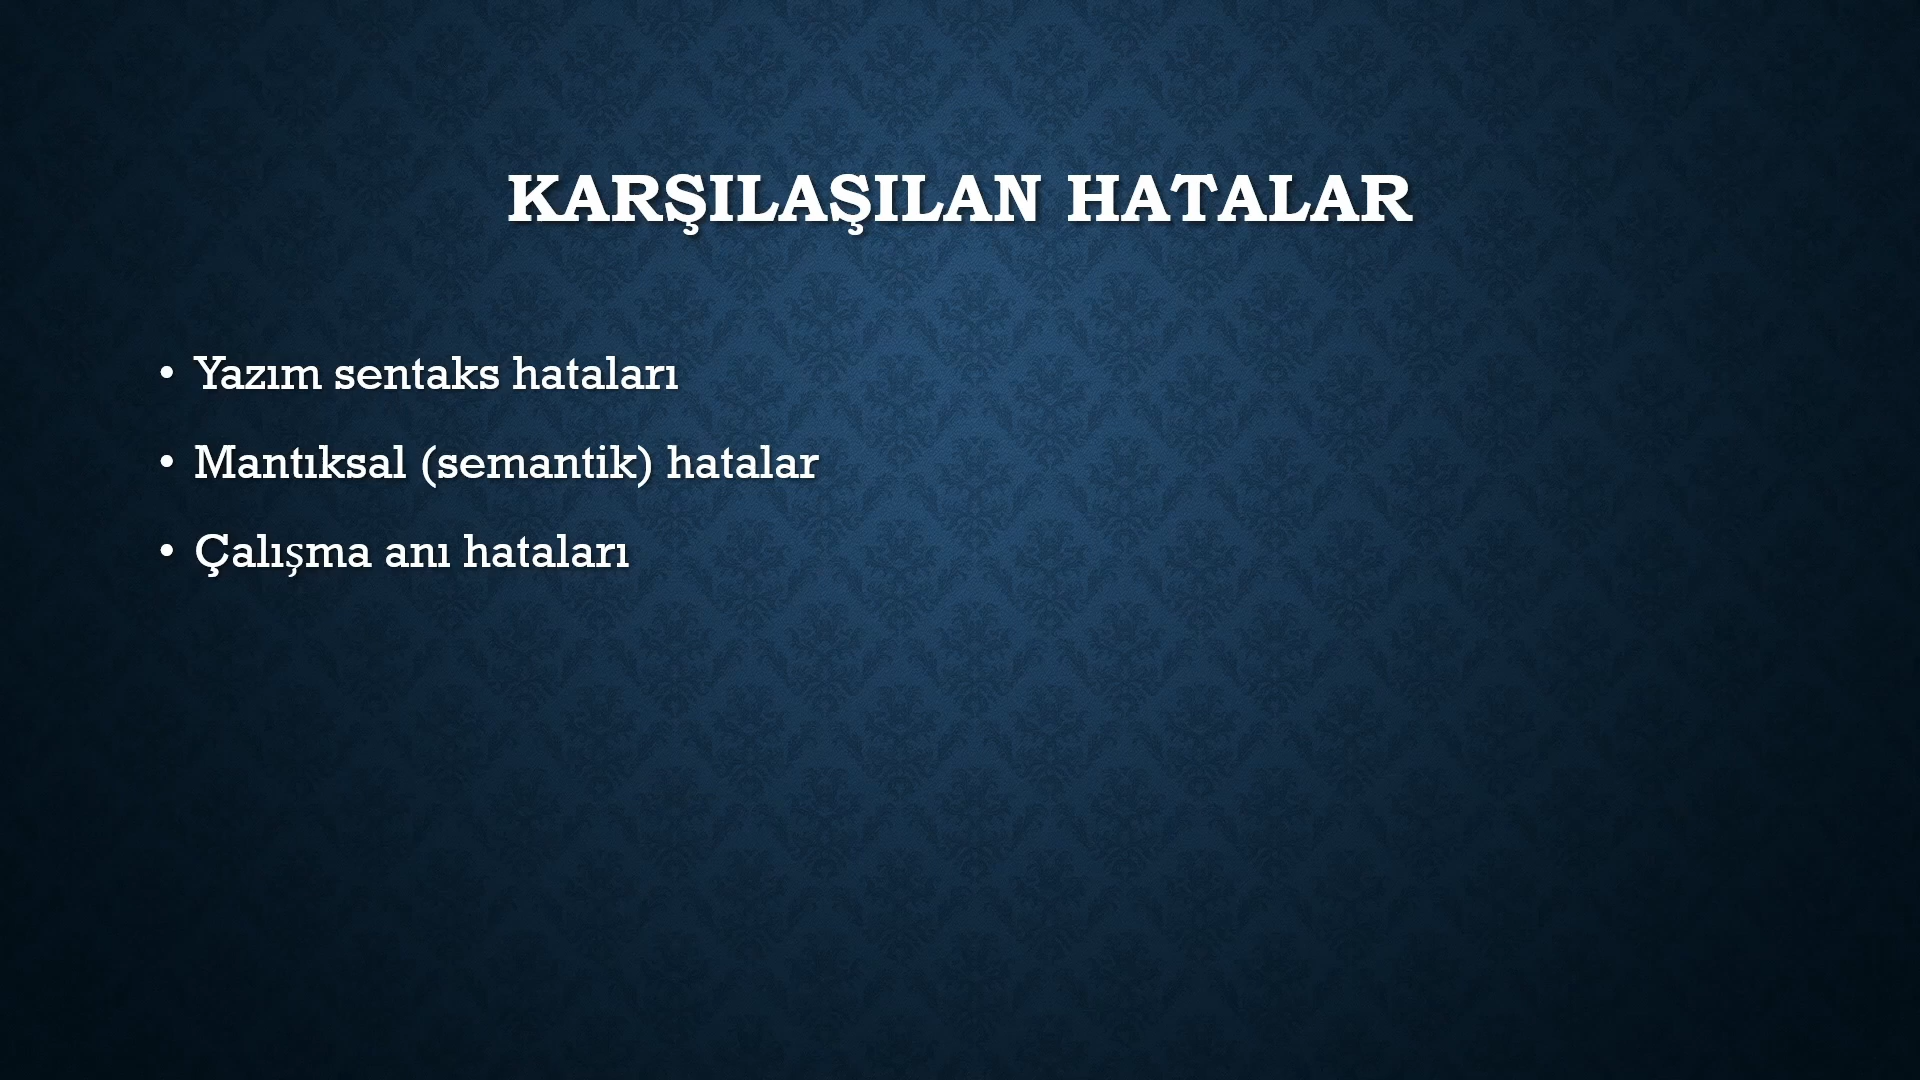 KARŞILAŞILAN HATALAR
• Yazım sentaks hataları
• Mantıksal (semantik) hatalar
• Çalışma anı hataları